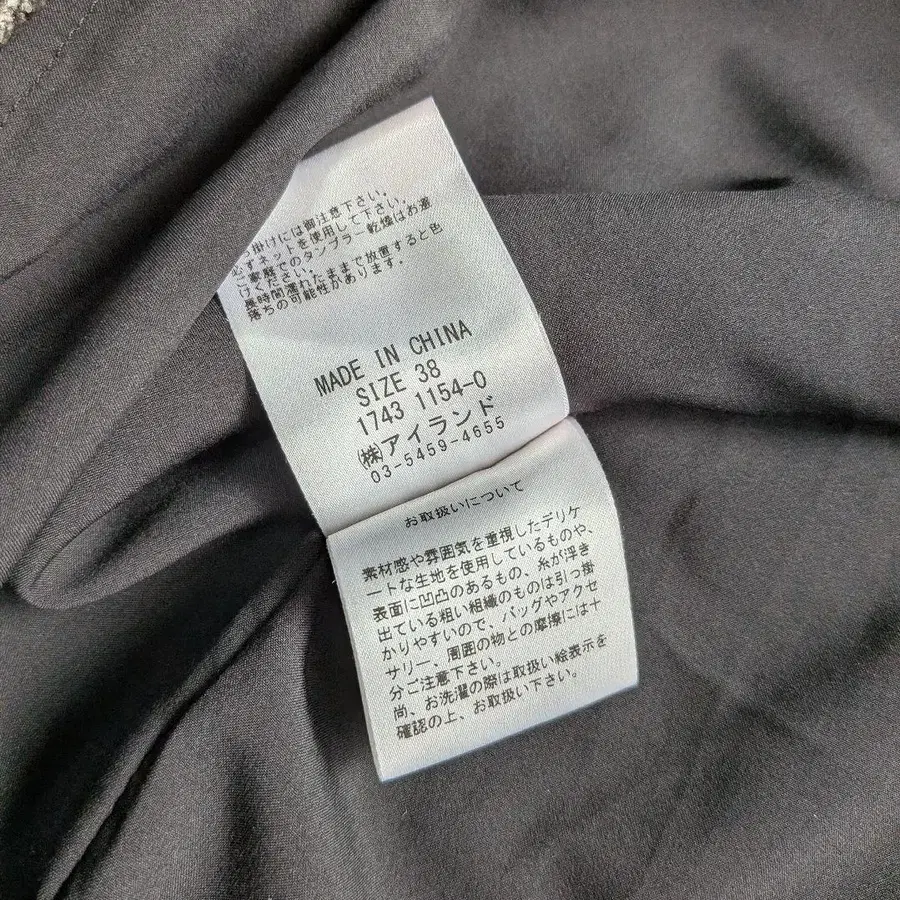 掛けには御注意下さい。
必ずネットを使用して下さい。
ご家庭でのタンブラー乾燥はお避
けください。
長時間濡れたままで放置すると色
落ちの可能性があります。
MADE IN CHINA
SIZE 38
1743 1154-0
㈱アイランド
03-5459-4655
お取扱いについて
素材感や雰囲気を重視したデリケ
ートな生地を使用しているものや、
表面に凹凸のあるもの、糸が浮き
出ている粗い組織のものは引っ掛
かりやすいので、バッグやアクセ
サリー、周囲の物との摩擦には十
分ご注意下さい。
尚、お洗濯の際は取扱い絵表示を
確認の上、お取扱い下さい。